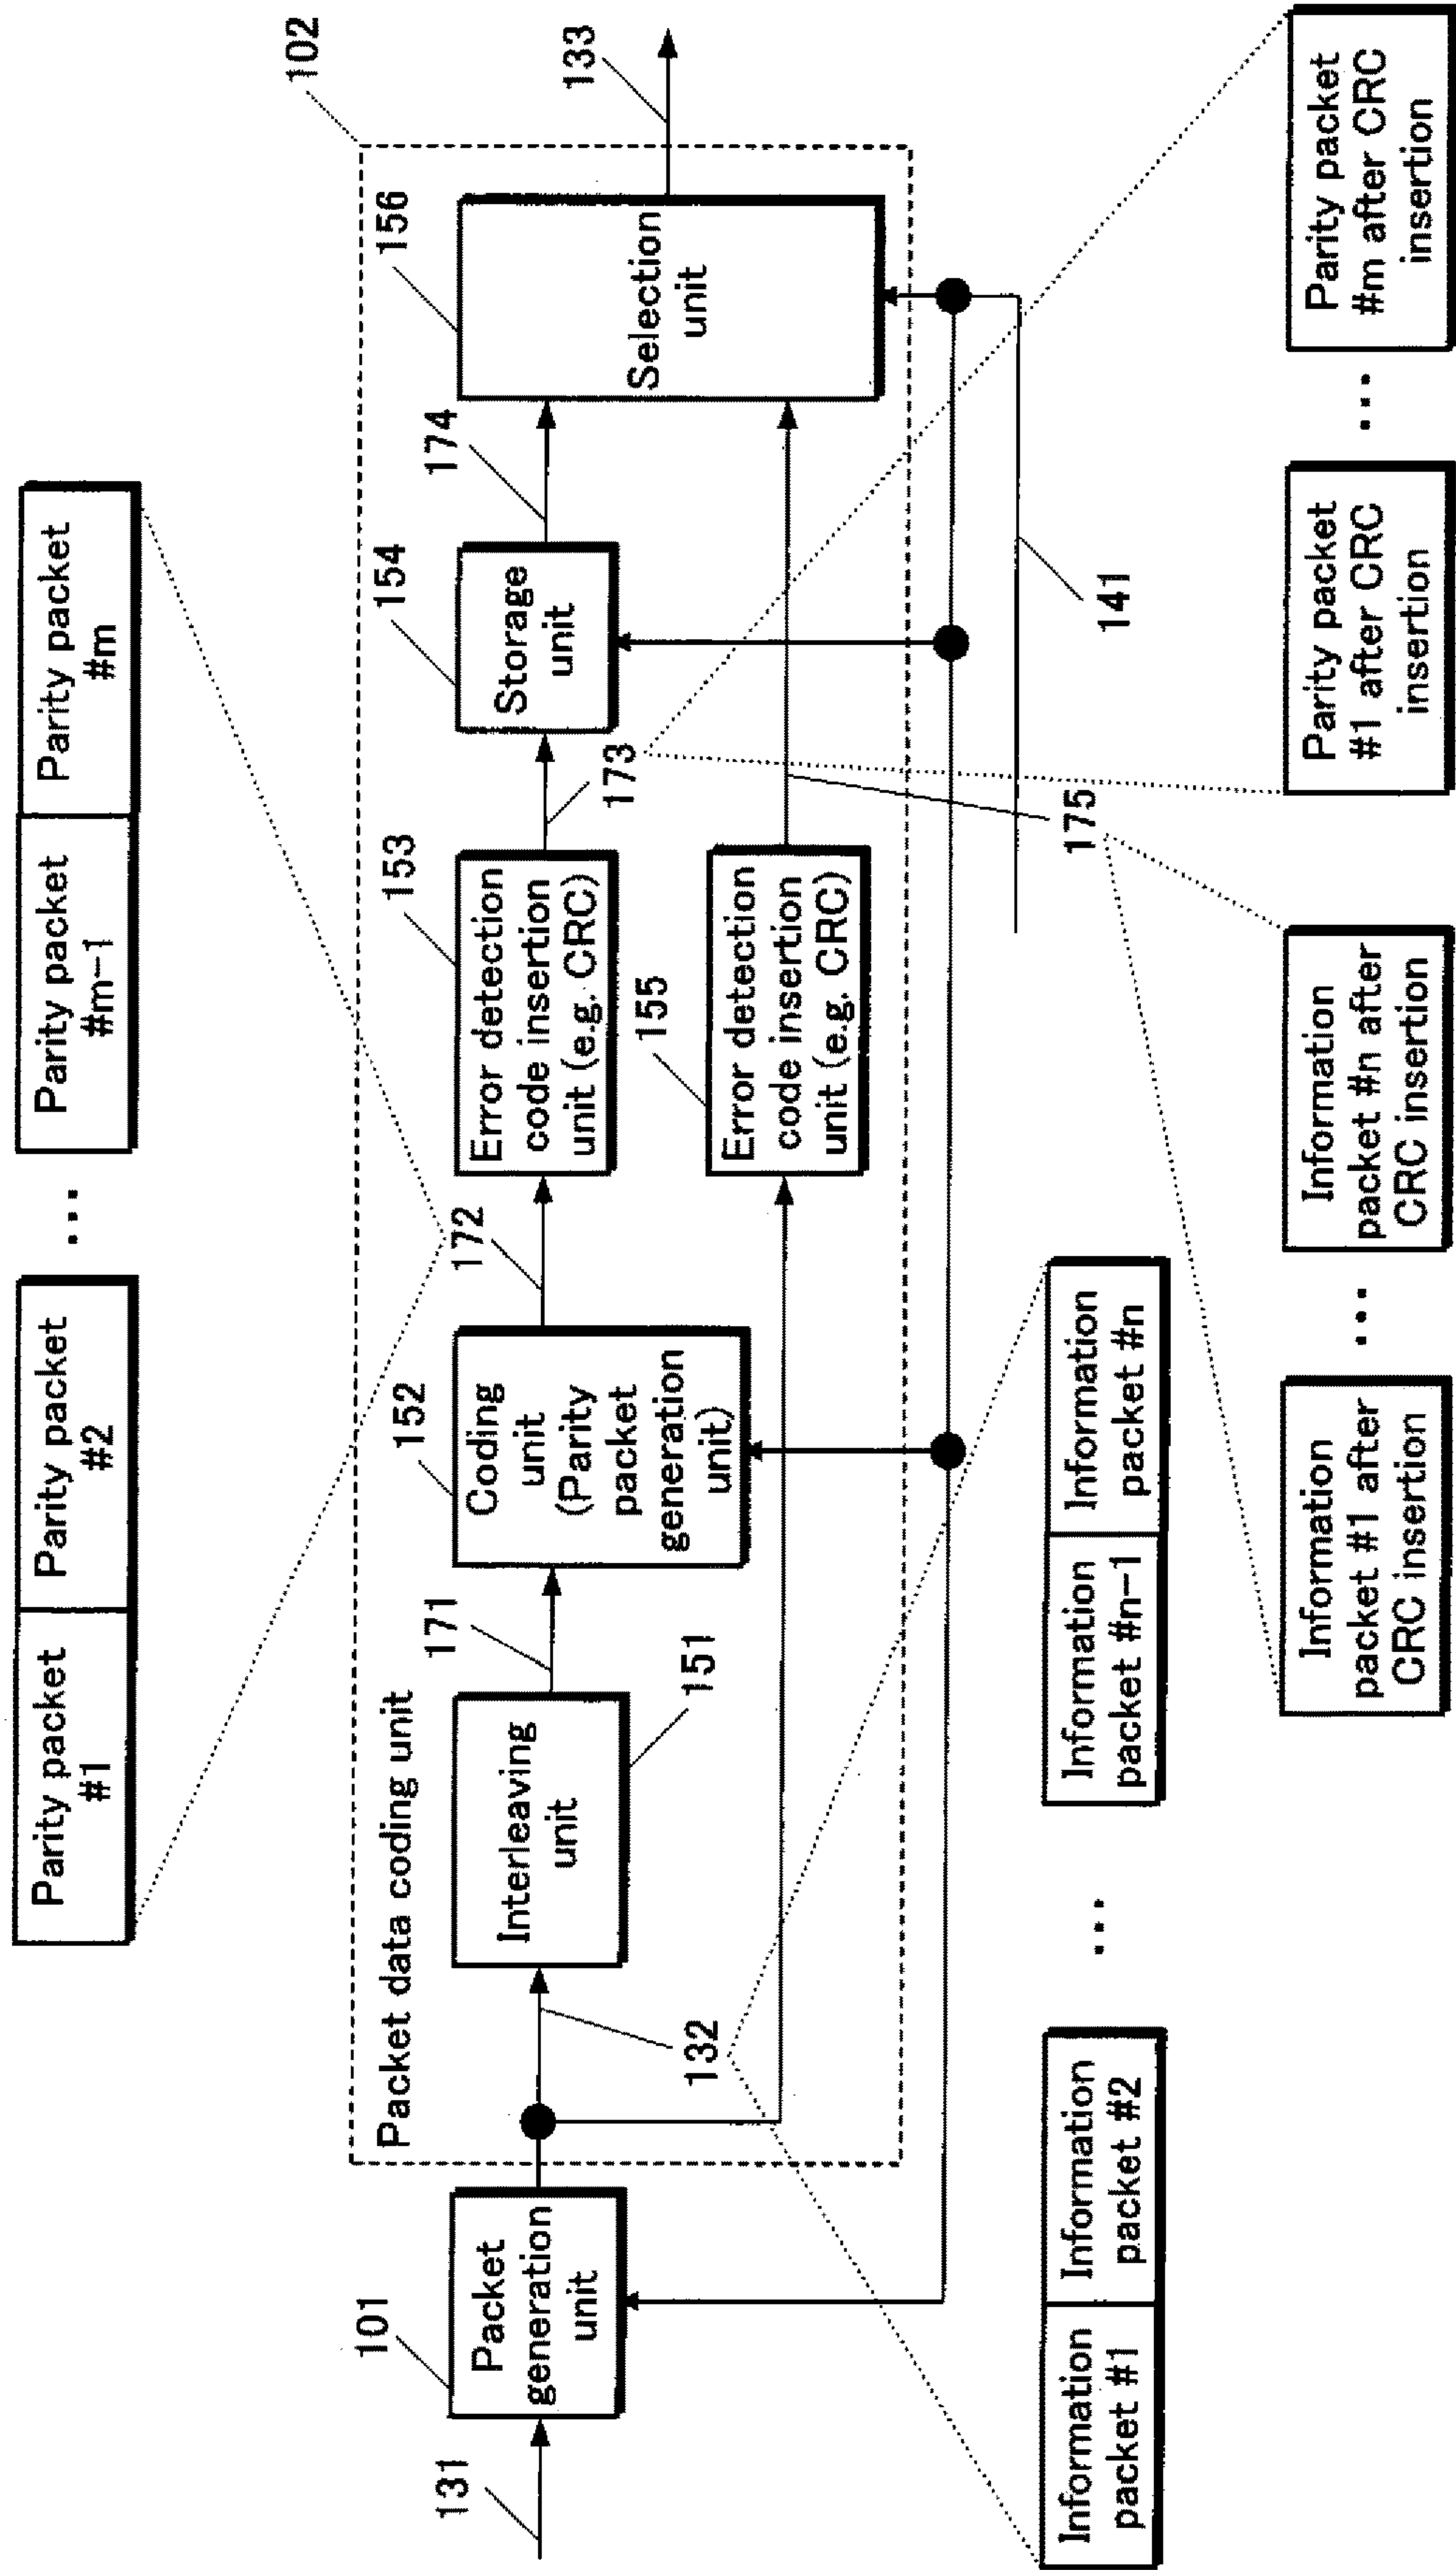 Parity packet
#1
Parity packet
#2
...
Parity packet
#m-1
Parity packet
#m
102
Packet data coding unit
131
101
Packet
generation
unit
132
Interleaving
unit
151
171
152
Coding
unit
(Parity
packet
generation
unit)
172
153
Error detection
code insertion
unit (e.g. CRC)
173
154
Storage
unit
174
156
Selection
unit
133
155
Error detection
code insertion
unit (e.g. CRC)
175
141
Information
packet #1
Information
packet #2
...
Information
packet #n-1
Information
packet #n
Information
packet #1 after
CRC insertion
...
Information
packet #n after
CRC insertion
Parity packet
#1 after CRC
insertion
...
Parity packet
#m after CRC
insertion